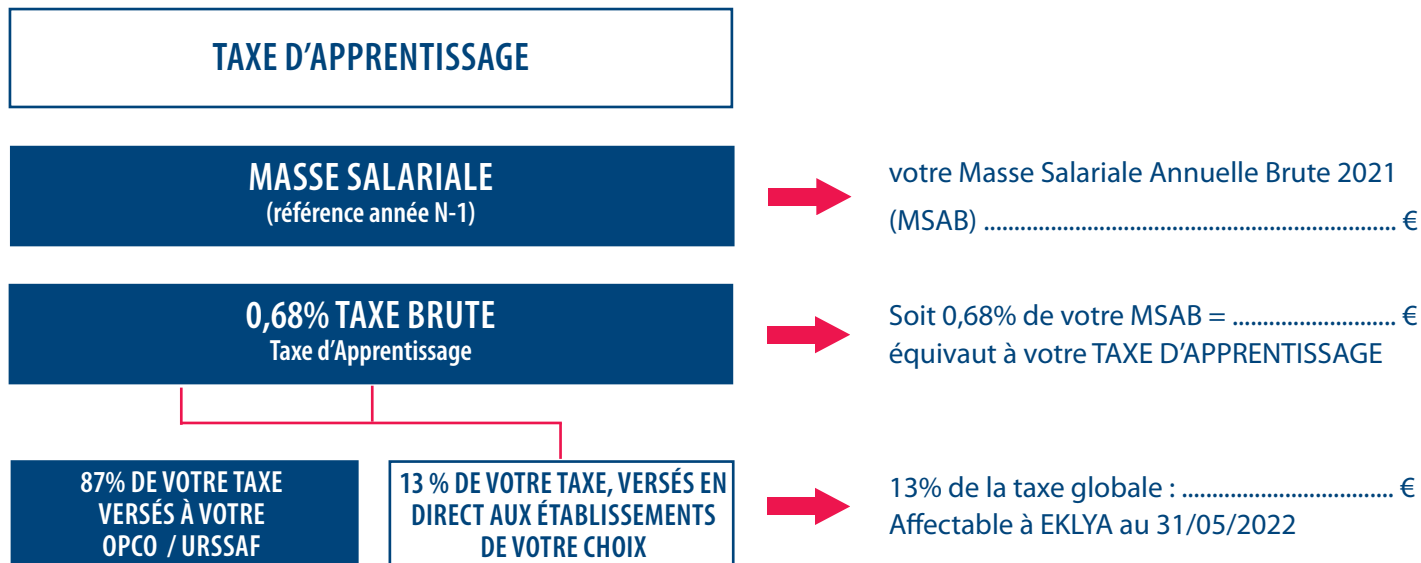 TAXE D'APPRENTISSAGE
MASSE SALARIALE
(référence année N-1)
votre Masse Salariale Annuelle Brute 2021
(MSAB) ..................................................................... €
0,68% TAXE BRUTE
Taxe d'Apprentissage
Soit 0,68% de votre MSAB = ........................... €
équivaut à votre TAXE D'APPRENTISSAGE
87% DE VOTRE TAXE
VERSÉS À VOTRE
OPCO / URSSAF
13 % DE VOTRE TAXE, VERSÉS EN
DIRECT AUX ÉTABLISSEMENTS
DE VOTRE CHOIX
13% de la taxe globale : ................................... €
Affectable à EKLYA au 31/05/2022